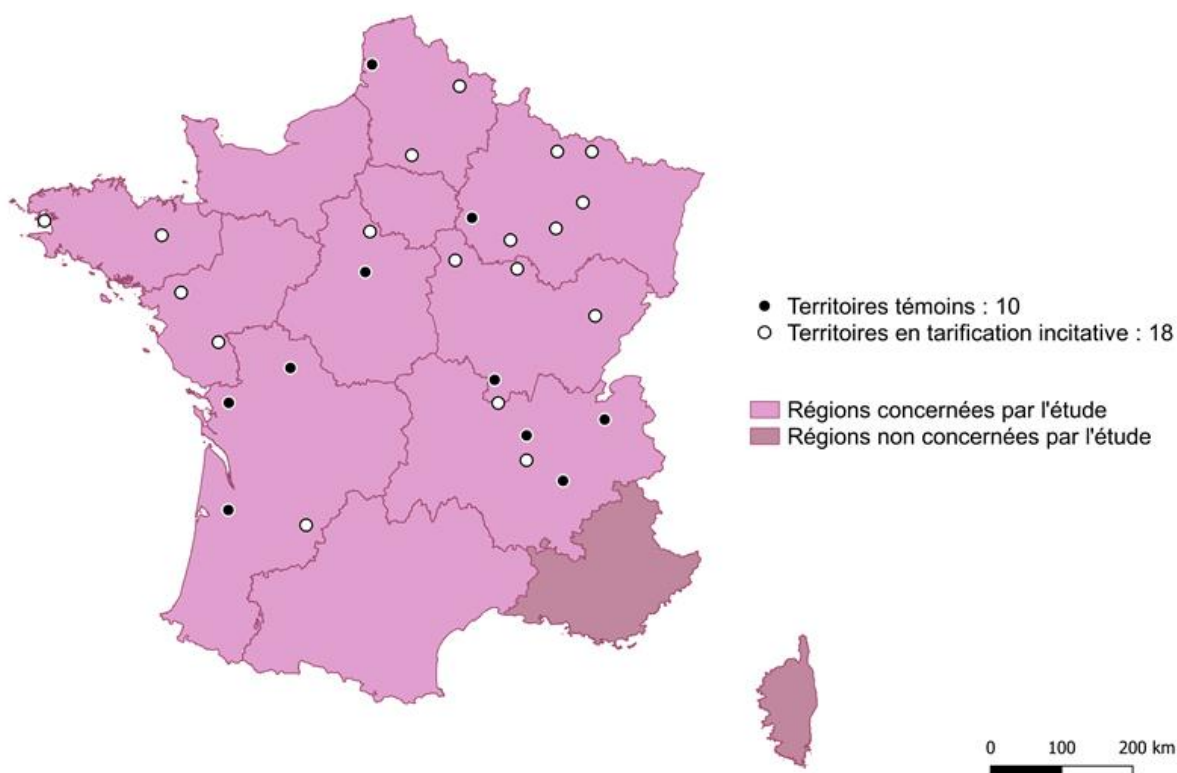 Territoires témoins : 10
Territoires en tarification incitative : 18
Régions concernées par l'étude
Régions non concernées par l'étude
0 100 200 km